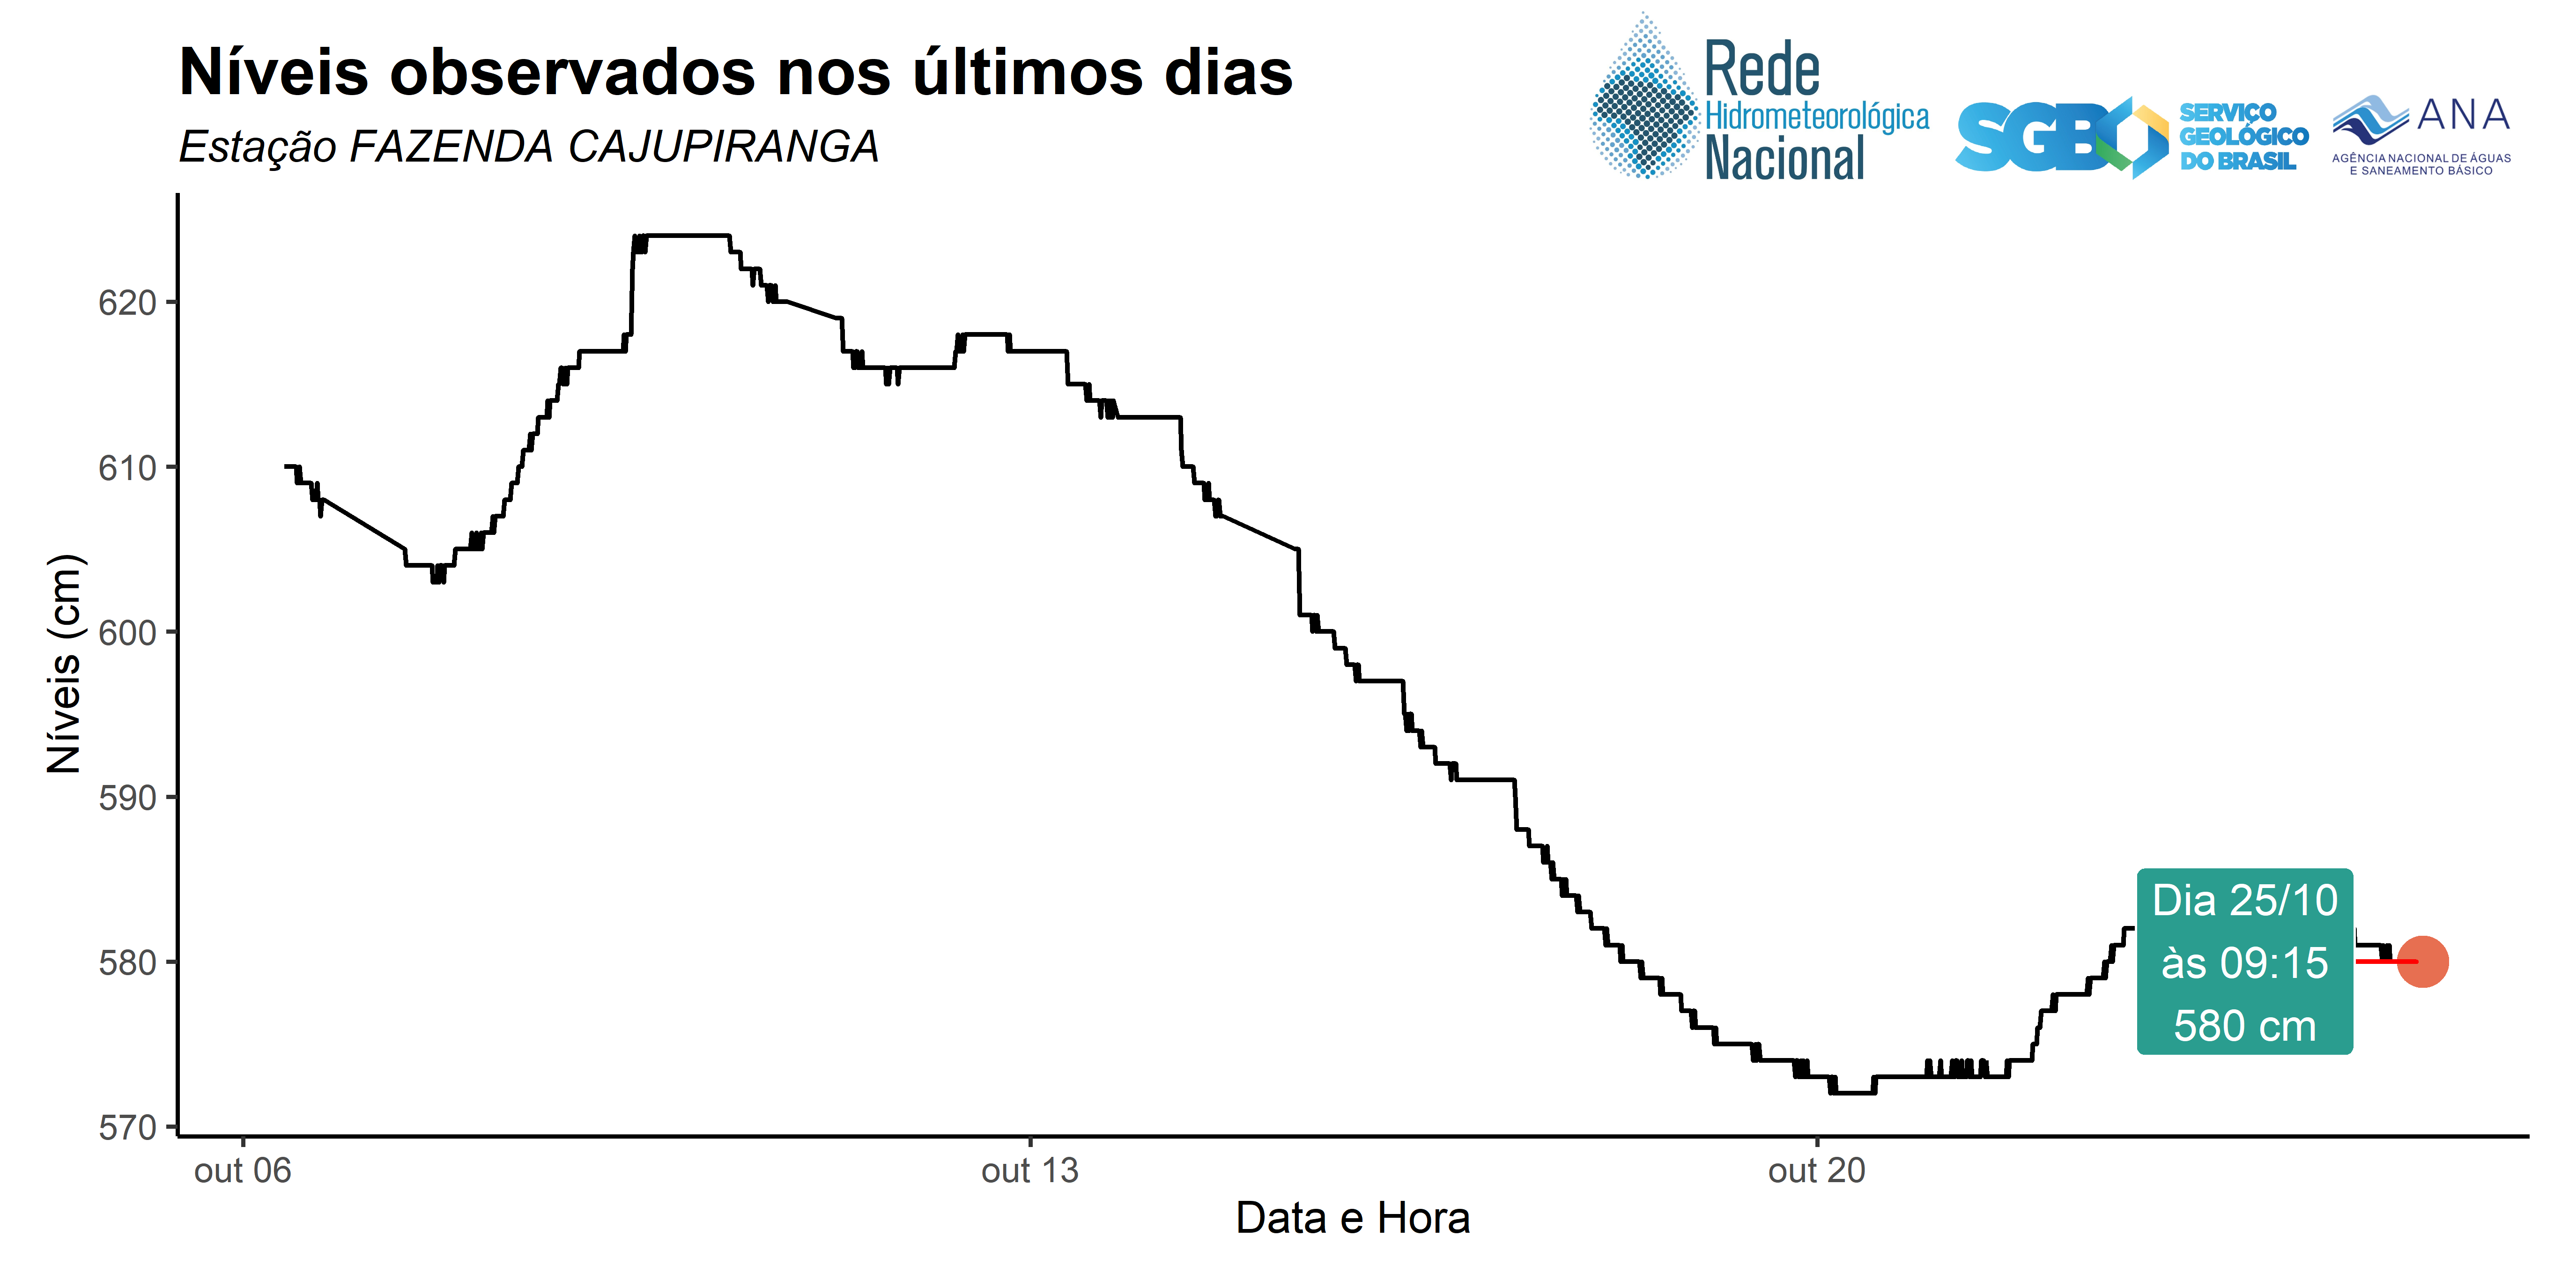 Níveis observados nos últimos dias
Estação FAZENDA CAJUPIRANGA
Rede
Hidrometeorológica
Nacional
SGB
SERVIÇO
GEOLÓGICO
DO BRASIL
ANA
AGÊNCIA NACIONAL DE ÁGUAS
E SANEAMENTO BÁSICO
Níveis (cm)
620
610
600
590
580
570
Dia 25/10
às 09:15
580 cm
out 06
out 13
out 20
Data e Hora